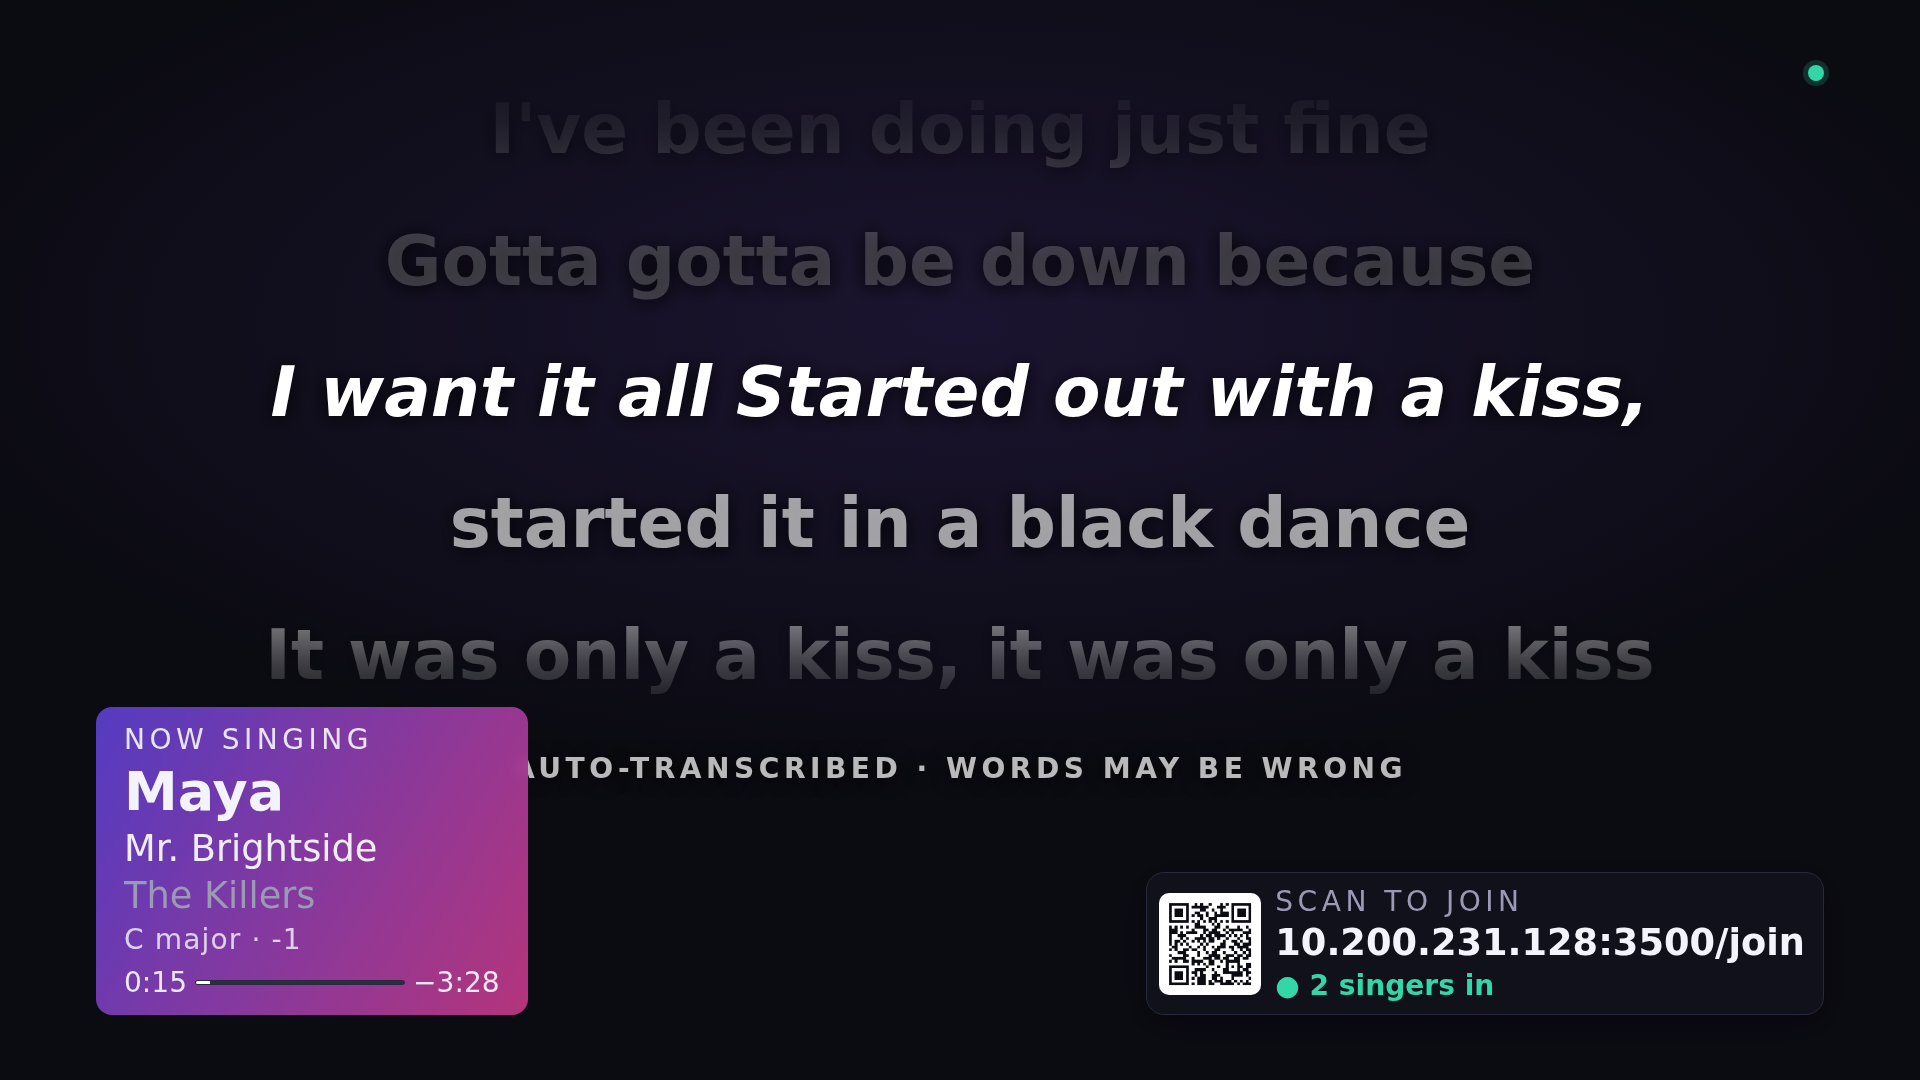 I've been doing just fine
Gotta gotta be down because
I want it all Started out with a kiss,
started it in a black dance
It was only a kiss, it was only a kiss
AUTO-TRANSCRIBED · WORDS MAY BE WRONG
NOW SINGING
Maya
Mr. Brightside
The Killers
C major · -1
0:15 −3:28
SCAN TO JOIN
10.200.231.128:3500/join
● 2 singers in